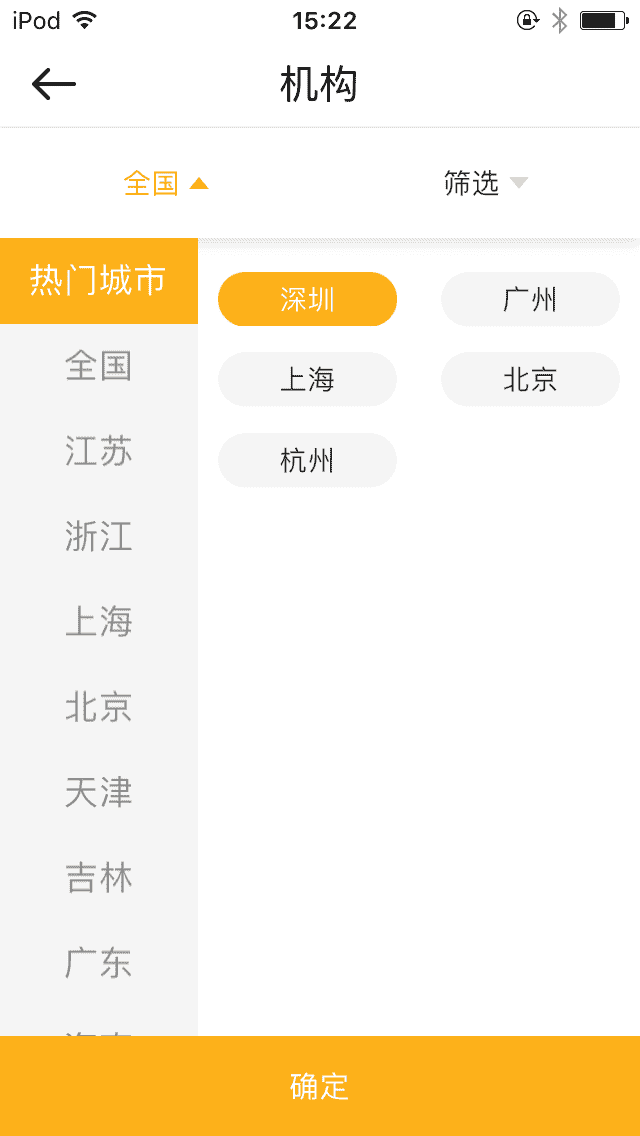 iPod 15:22
机构
全国 筛选
热门城市
全国
江苏
浙江
上海
北京
天津
吉林
广东
深圳 广州
上海 北京
杭州
确定